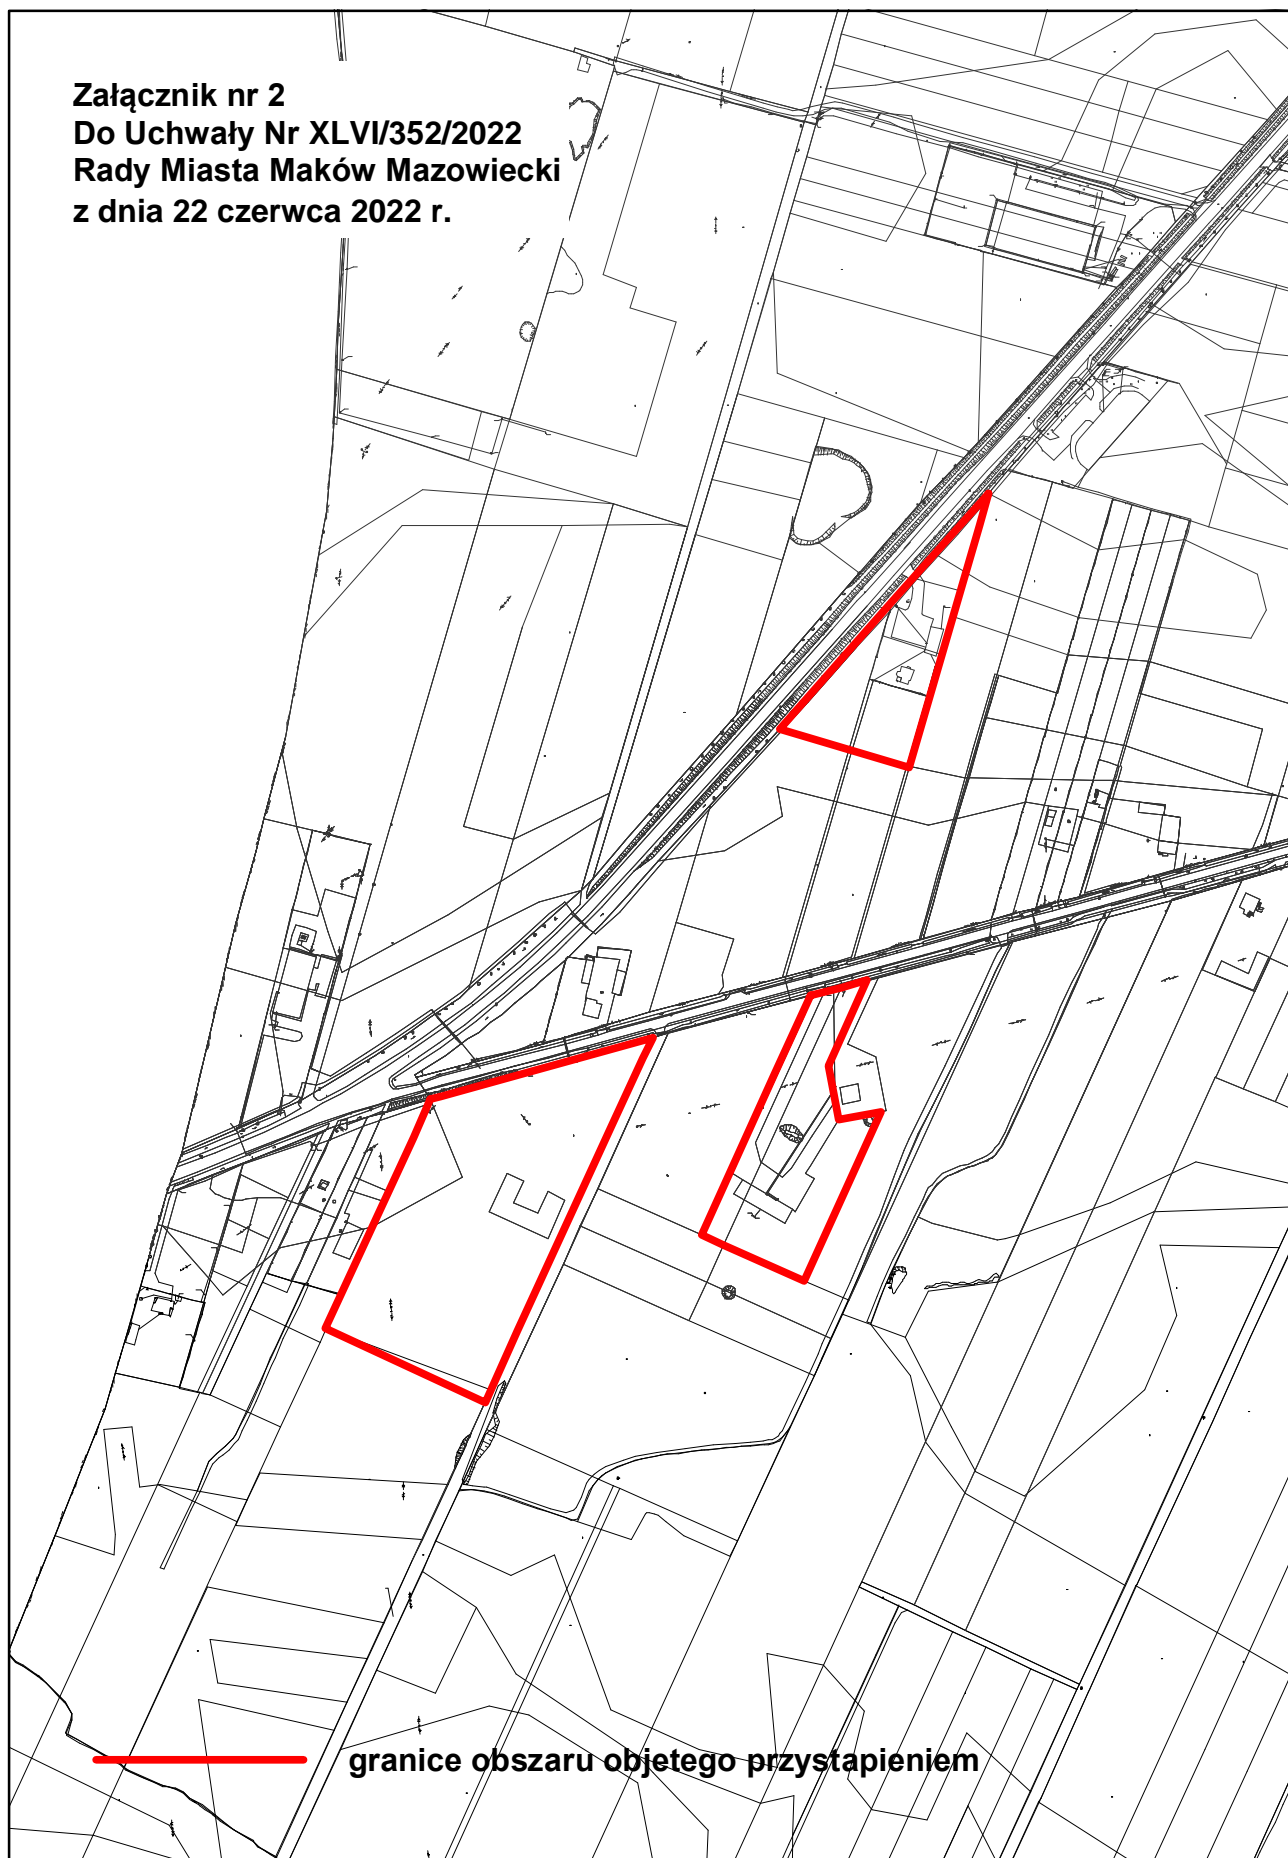 Załącznik nr 2
Do Uchwały Nr XLVI/352/2022
Rady Miasta Maków Mazowiecki
z dnia 22 czerwca 2022 r.
granice obszaru objetego przystapieniem